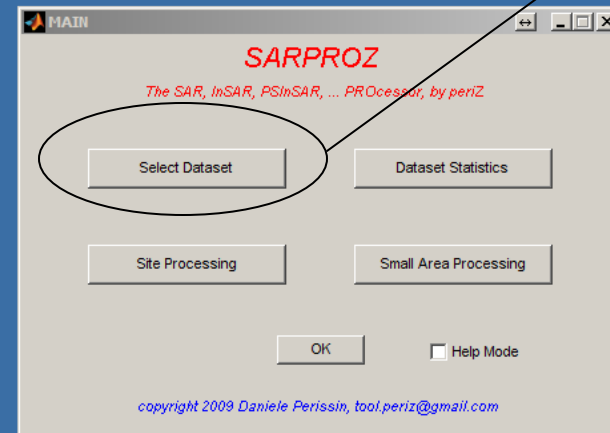 MAIN
SARPROZ
The SAR, InSAR, PSInSAR, ... PROcessor, by periZ
Select Dataset
Dataset Statistics
Site Processing
Small Area Processing
OK
Help Mode
copyright 2009 Daniele Perissin, tool.periz@gmail.com